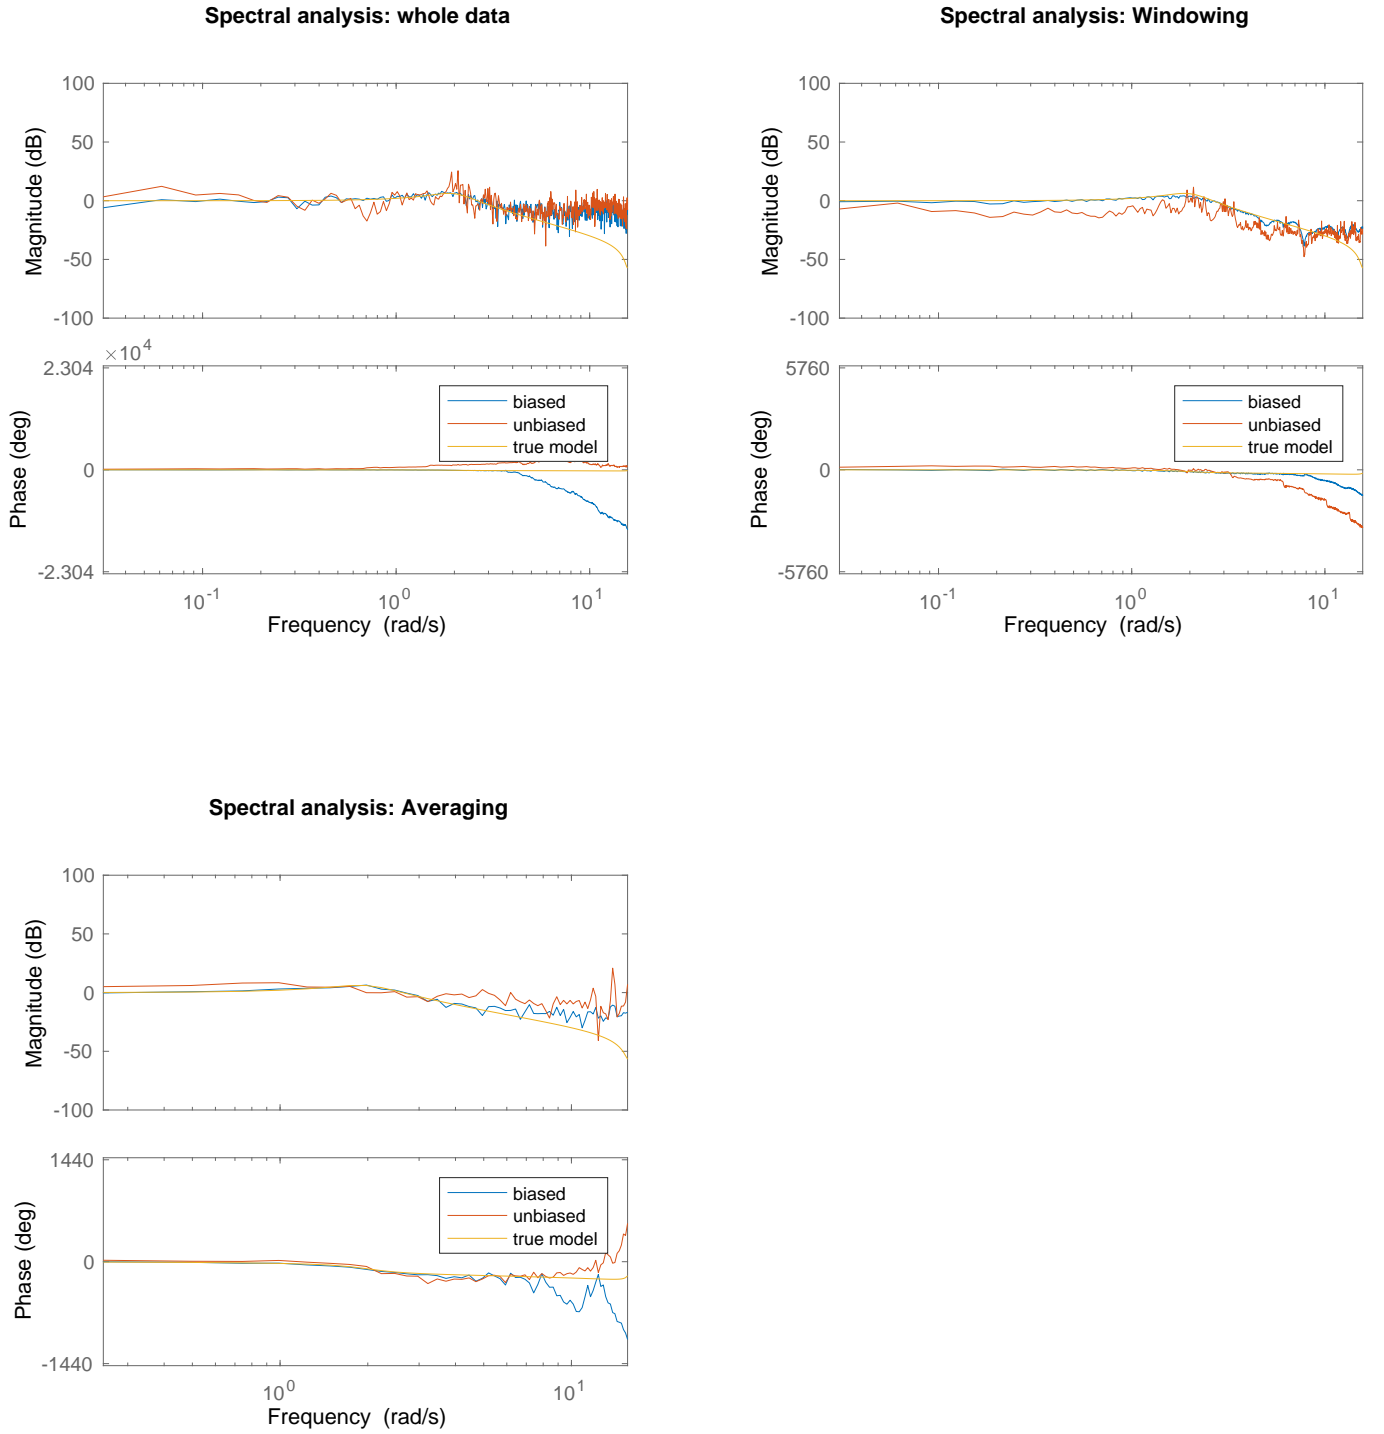 Spectral analysis: whole data
100
50
0
-50
-100
Magnitude (dB)
×10^4
2.304
0
-2.304
Phase (deg)
biased
unbiased
true model
10^-1
10^0
10^1
Frequency (rad/s)
Spectral analysis: Windowing
100
50
0
-50
-100
Magnitude (dB)
5760
0
-5760
Phase (deg)
biased
unbiased
true model
10^-1
10^0
10^1
Frequency (rad/s)
Spectral analysis: Averaging
100
50
0
-50
-100
Magnitude (dB)
1440
0
-1440
Phase (deg)
biased
unbiased
true model
10^0
10^1
Frequency (rad/s)